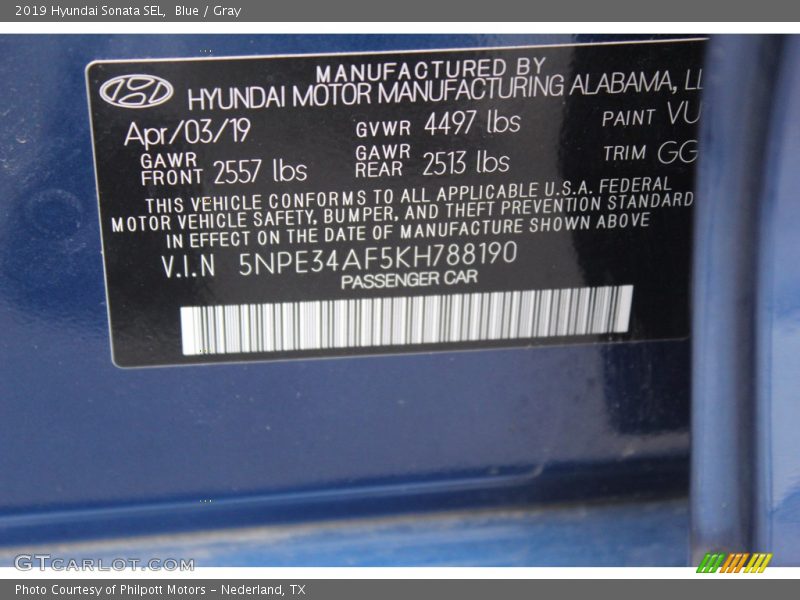 2019 Hyundai Sonata SEL, Blue / Gray
MANUFACTURED BY
HYUNDAI MOTOR MANUFACTURING ALABAMA, LL
Apr/03/19 GVWR 4497 lbs PAINT VU
GAWR FRONT 2557 lbs GAWR REAR 2513 lbs TRIM GG
THIS VEHICLE CONFORMS TO ALL APPLICABLE U.S.A. FEDERAL
MOTOR VEHICLE SAFETY, BUMPER, AND THEFT PREVENTION STANDARD
IN EFFECT ON THE DATE OF MANUFACTURE SHOWN ABOVE
V.I.N 5NPE34AF5KH788190
PASSENGER CAR
GTCARLOT.COM
Photo Courtesy of Philpott Motors - Nederland, TX